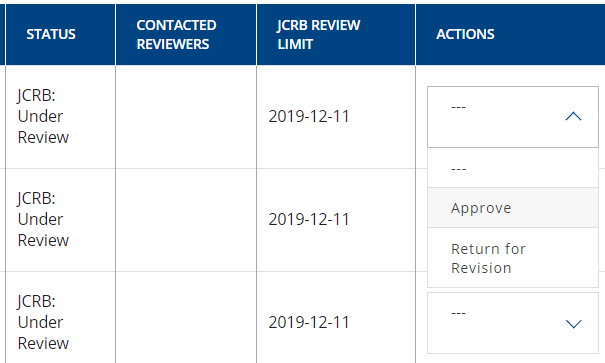 STATUS
CONTACTED
REVIEWERS
JCRB REVIEW
LIMIT
ACTIONS
JCRB:
Under
Review
2019-12-11
---
---
Approve
Return for
Revision
JCRB:
Under
Review
2019-12-11
JCRB:
Under
Review
2019-12-11
---